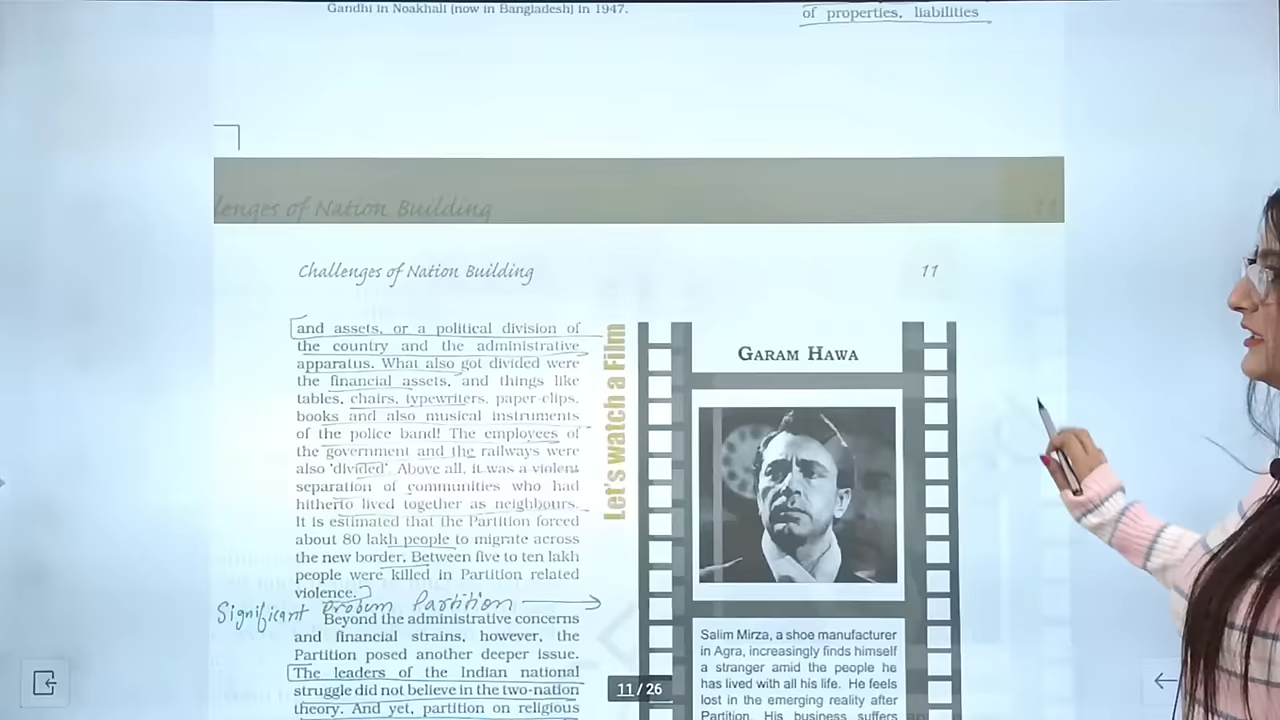 Gandhi in Noakhali (now in Bangladesh) in 1947.
of properties, liabilities
lenges of Nation Building
11
Challenges of Nation Building
11
and assets, or a political division of
the country and the administrative
apparatus. What also got divided were
the financial assets, and things like
tables, chairs, typewriters, paper-clips,
books and also musical instruments
of the police band! The employees of
the government and the railways were
also 'divided'. Above all, it was a violent
separation of communities who had
hitherto lived together as neighbours.
It is estimated that the Partition forced
about 80 lakh people to migrate across
the new border. Between five to ten lakh
people were killed in Partition related
violence.
Significant Probem Partition
Beyond the administrative concerns
and financial strains, however, the
Partition posed another deeper issue.
The leaders of the Indian national
struggle did not believe in the two-nation
theory. And yet, partition on religious
Let's watch a Film
GARAM HAWA
Salim Mirza, a shoe manufacturer
in Agra, increasingly finds himself
a stranger amid the people he
has lived with all his life. He feels
lost in the emerging reality after
Partition. His business suffers
11 / 26